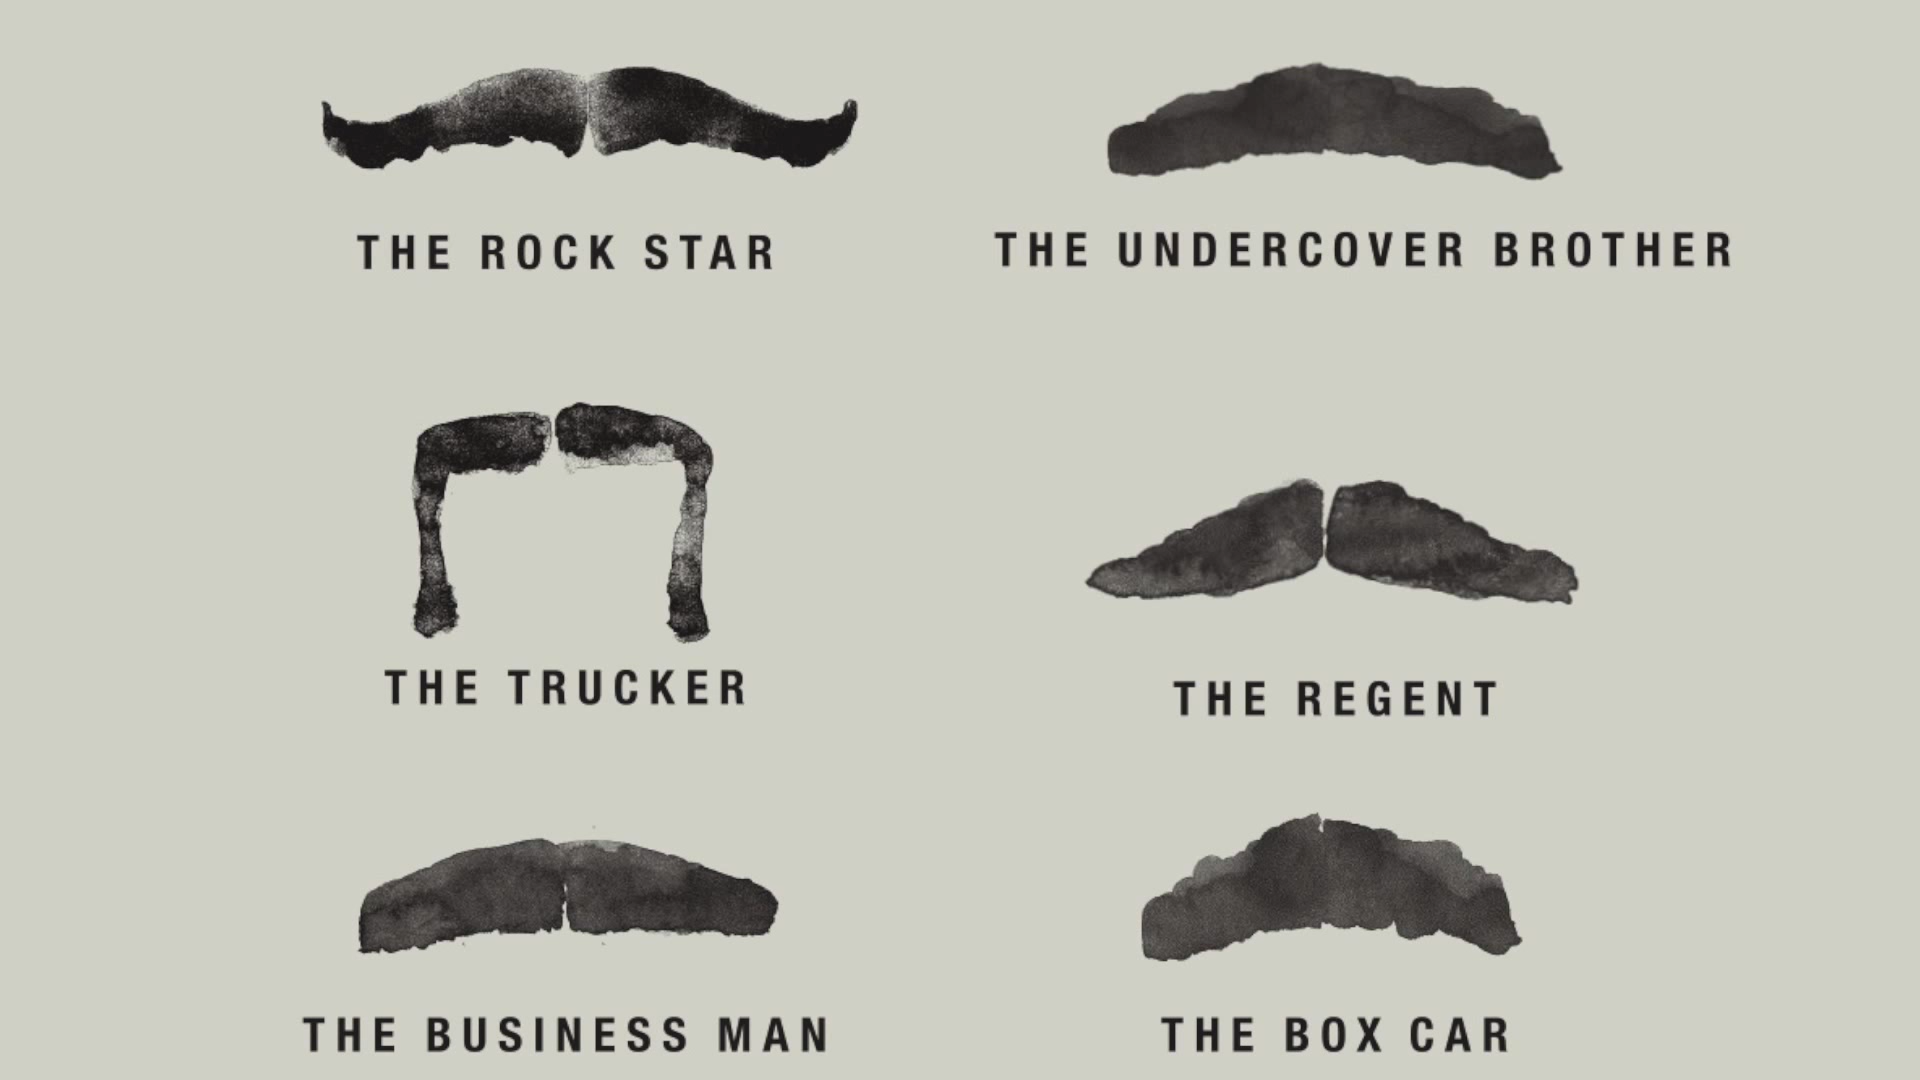 THE ROCK STAR
THE UNDERCOVER BROTHER
THE TRUCKER
THE REGENT
THE BUSINESS MAN
THE BOX CAR